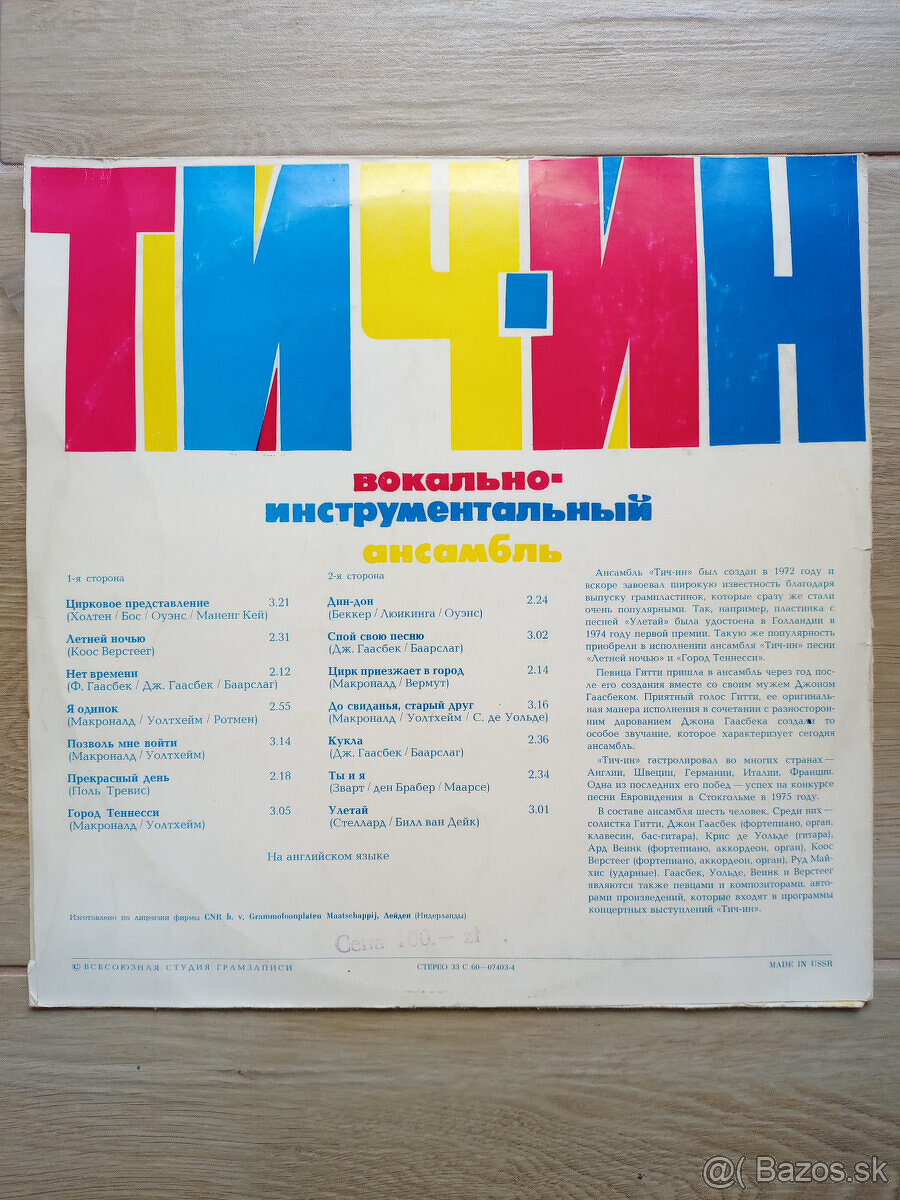 ТИЧ-ИН
вокально-
инструментальный
ансамбль
1-я сторона
Цирковое представление 3.21
(Холтен / Бос / Оуэнс / Маненг Кей)
Летней ночью 2.31
(Коос Верстеег)
Нет времени 2.12
(Ф. Гаасбек / Дж. Гаасбек / Баарслаг)
Я одинок 2.55
(Макроналд / Уолтхейм / Ротмен)
Позволь мне войти 3.14
(Макроналд / Уолтхейм)
Прекрасный день 2.18
(Поль Тревис)
Город Теннесси 3.05
(Макроналд / Уолтхейм)
2-я сторона
Дин-дон 2.24
(Беккер / Люикинга / Оуэнс)
Спой свою песню 3.02
(Дж. Гаасбек / Баарслаг)
Цирк приезжает в город 2.14
(Макроналд / Вермут)
До свиданья, старый друг 3.16
(Макроналд / Уолтхейм / С. де Уольде)
Кукла 2.36
(Дж. Гаасбек / Баарслаг)
Ты и я 2.34
(Зварт / ден Брабер / Маарсе)
Улетай 3.01
(Стеллард / Билл ван Дейк)
На английском языке
Ансамбль «Тич-ин» был создан в 1972 году и
вскоре завоевал широкую известность благодаря
выпуску грампластинок, которые сразу же стали
очень популярными. Так, например, пластинка с
песней «Улетай» была удостоена в Голландии в
1974 году первой премии. Такую же популярность
приобрели в исполнении ансамбля «Тич-ин» песни
«Летней ночью» и «Город Теннесси».
Певица Гитти пришла в ансамбль через год пос-
ле его создания вместе со своим мужем Джоном
Гаасбеком. Приятный голос Гитти, ее оригиналь-
ная манера исполнения в сочетании с разносторон-
ним дарованием Джона Гаасбека создали то
особое звучание, которое характеризует сегодня
ансамбль.
«Тич-ин» гастролировал во многих странах —
Англии, Швеции, Германии, Италии, Франции.
Одна из последних его побед — успех на конкурсе
песни Евровидения в Стокгольме в 1975 году.
В составе ансамбля шесть человек. Среди них —
солистка Гитти, Джон Гаасбек (фортепиано, орган,
клавесин, бас-гитара), Крис де Уольде (гитара),
Ард Веинк (фортепиано, аккордеон, орган), Коос
Верстеег (фортепиано, аккордеон, орган), Руд Май-
хис (ударные). Гаасбек, Уольде, Веинк и Верстеег
являются также певцами и композиторами, авто-
рами произведений, которые входят в программы
концертных выступлений «Тич-ин».
Изготовлено по лицензии фирмы CNR b. v. Grammofoonplaten Maatschappij, Лейден (Нидерланды)
Cena 100.— zł
© ВСЕСОЮЗНАЯ СТУДИЯ ГРАМЗАПИСИ
СТЕРЕО 33 С 60—07403-4
MADE IN USSR
@( Bazos.sk